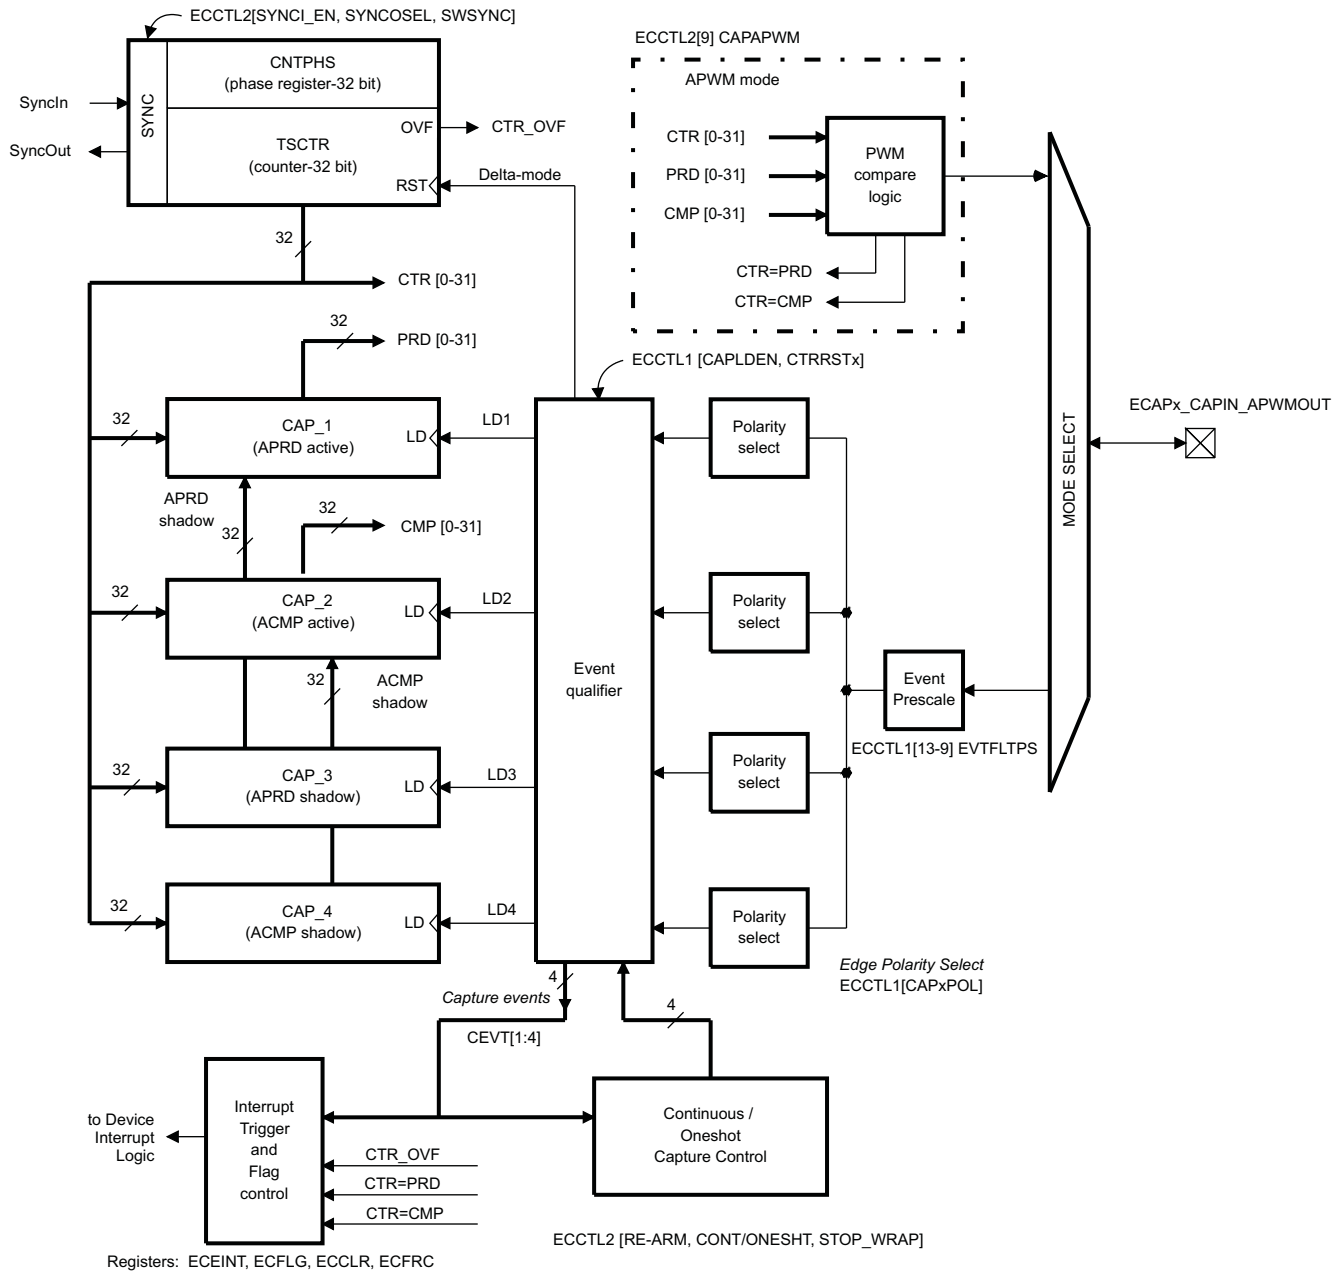 ECCTL2[SYNCI_EN, SYNCOSEL, SWSYNC]
CNTPHS
(phase register-32 bit)
SYNC
SyncIn
SyncOut
TSCTR
(counter-32 bit)
OVF
CTR_OVF
RST
Delta-mode
32
CTR [0-31]
32
PRD [0-31]
ECCTL2[9] CAPAPWM
APWM mode
CTR [0-31]
PRD [0-31]
CMP [0-31]
PWM
compare
logic
CTR=PRD
CTR=CMP
ECCTL1 [CAPLDEN, CTRRSTx]
32
CAP_1
(APRD active)
LD
LD1
Polarity
select
MODE SELECT
ECAPx_CAPIN_APWMOUT
APRD
shadow
32
32
CMP [0-31]
32
CAP_2
(ACMP active)
LD
LD2
Polarity
select
32
ACMP
shadow
Event
qualifier
Event
Prescale
ECCTL1[13-9] EVTFLTPS
32
CAP_3
(APRD shadow)
LD
LD3
Polarity
select
32
CAP_4
(ACMP shadow)
LD
LD4
Polarity
select
Edge Polarity Select
ECCTL1[CAPxPOL]
4
Capture events
CEVT[1:4]
4
to Device
Interrupt
Logic
Interrupt
Trigger
and
Flag
control
CTR_OVF
CTR=PRD
CTR=CMP
Continuous /
Oneshot
Capture Control
ECCTL2 [RE-ARM, CONT/ONESHT, STOP_WRAP]
Registers: ECEINT, ECFLG, ECCLR, ECFRC